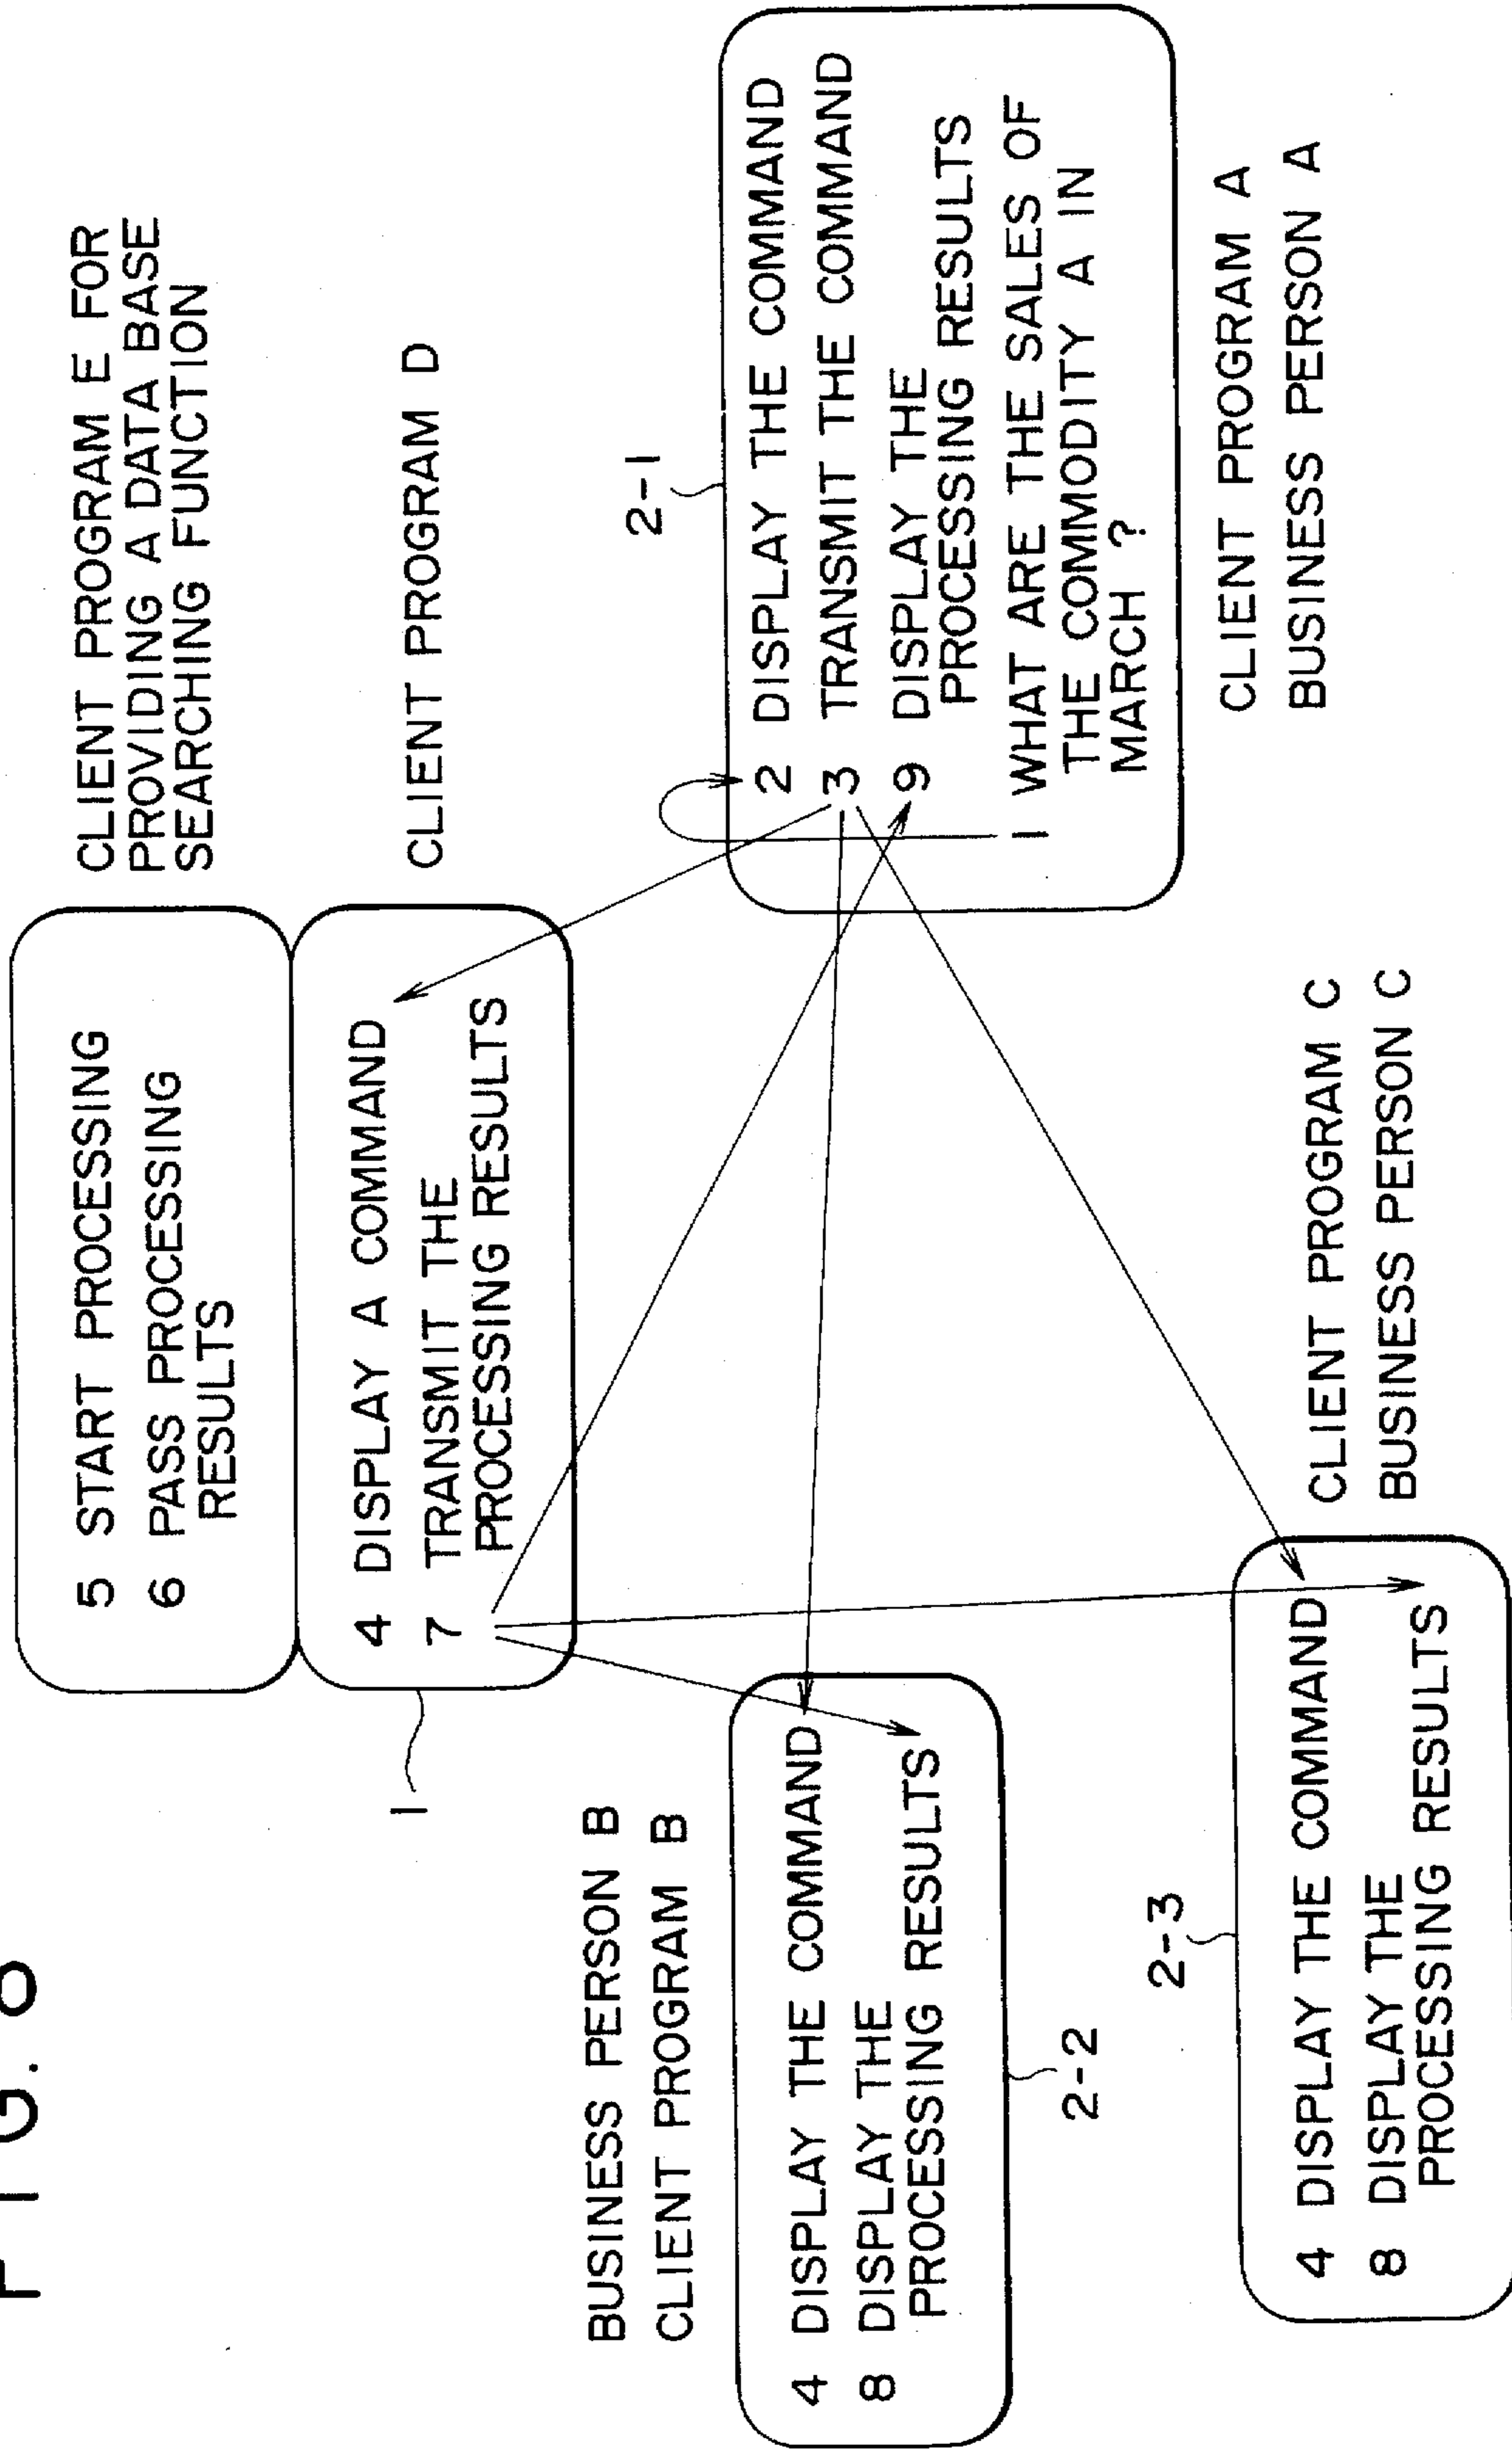 FIG. 8
CLIENT PROGRAM E FOR
PROVIDING A DATA BASE
SEARCHING FUNCTION
5 START PROCESSING
6 PASS PROCESSING
RESULTS
CLIENT PROGRAM D
4 DISPLAY A COMMAND
7 TRANSMIT THE
PROCESSING RESULTS
1
BUSINESS PERSON B
CLIENT PROGRAM B
4 DISPLAY THE COMMAND
8 DISPLAY THE
PROCESSING RESULTS
2-2
2-1
2 DISPLAY THE COMMAND
3 TRANSMIT THE COMMAND
9 DISPLAY THE
PROCESSING RESULTS
1 WHAT ARE THE SALES OF
THE COMMODITY A IN
MARCH ?
CLIENT PROGRAM A
BUSINESS PERSON A
2-3
4 DISPLAY THE COMMAND
8 DISPLAY THE
PROCESSING RESULTS
CLIENT PROGRAM C
BUSINESS PERSON C